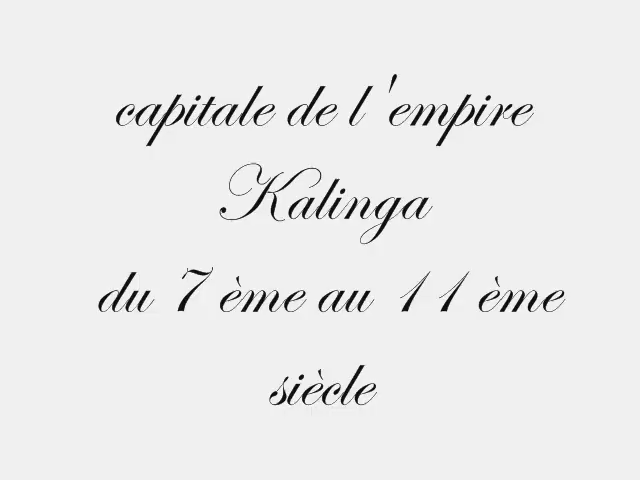 capitale de l'empire
Kalinga
du 7 ème au 11 ème
siècle